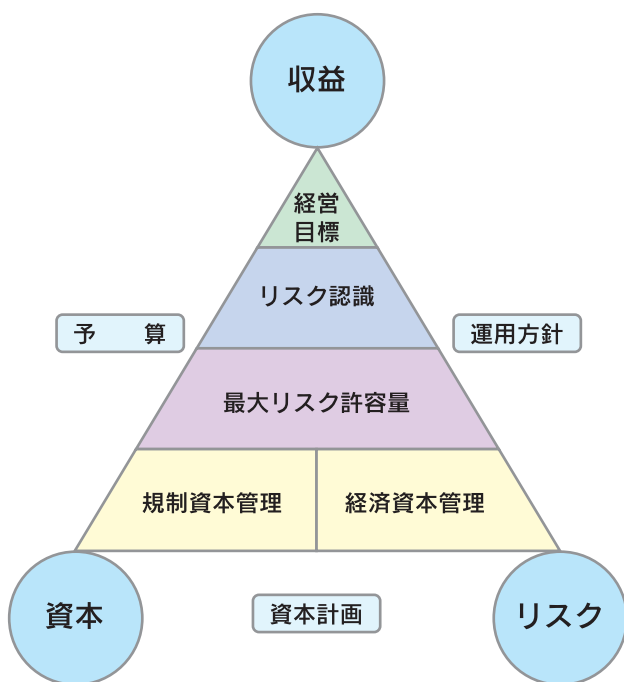 収益
経営
目標
リスク認識
予　算
運用方針
最大リスク許容量
規制資本管理
経済資本管理
資本
資本計画
リスク